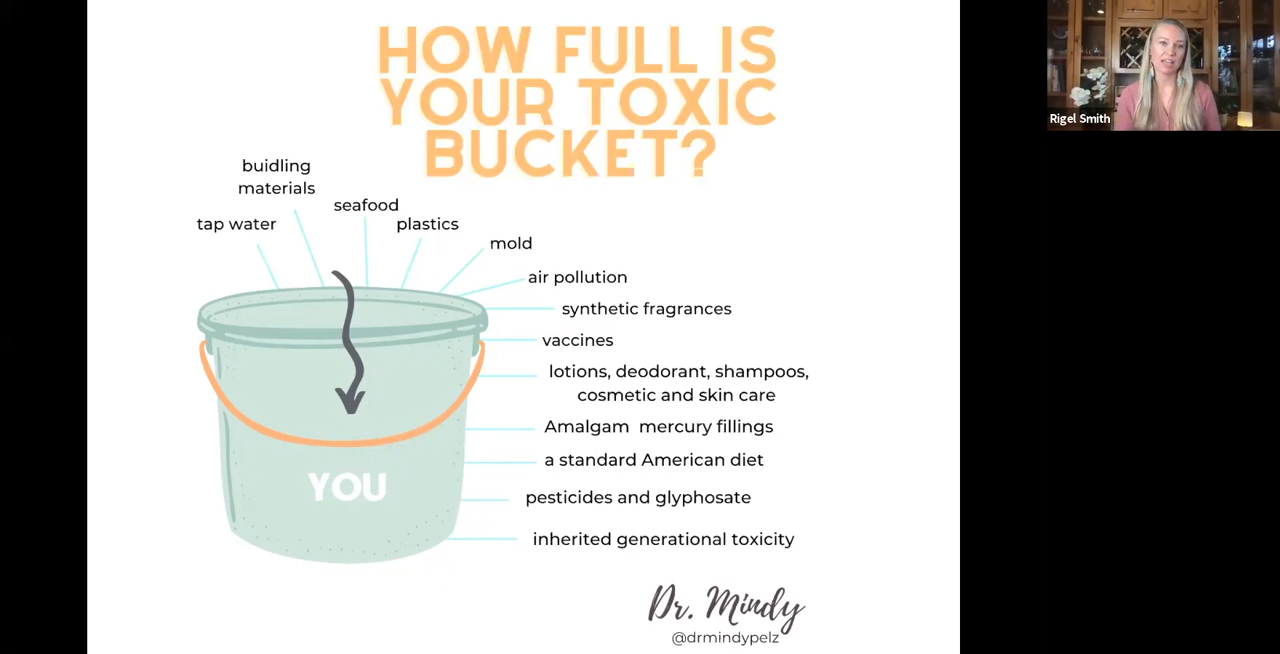 HOW FULL IS
YOUR TOXIC
BUCKET?
Rigel Smith
buidling
materials
seafood
tap water
plastics
mold
air pollution
synthetic fragrances
vaccines
lotions, deodorant, shampoos,
cosmetic and skin care
Amalgam mercury fillings
a standard American diet
YOU
pesticides and glyphosate
inherited generational toxicity
Dr. Mindy
@drmindypelz